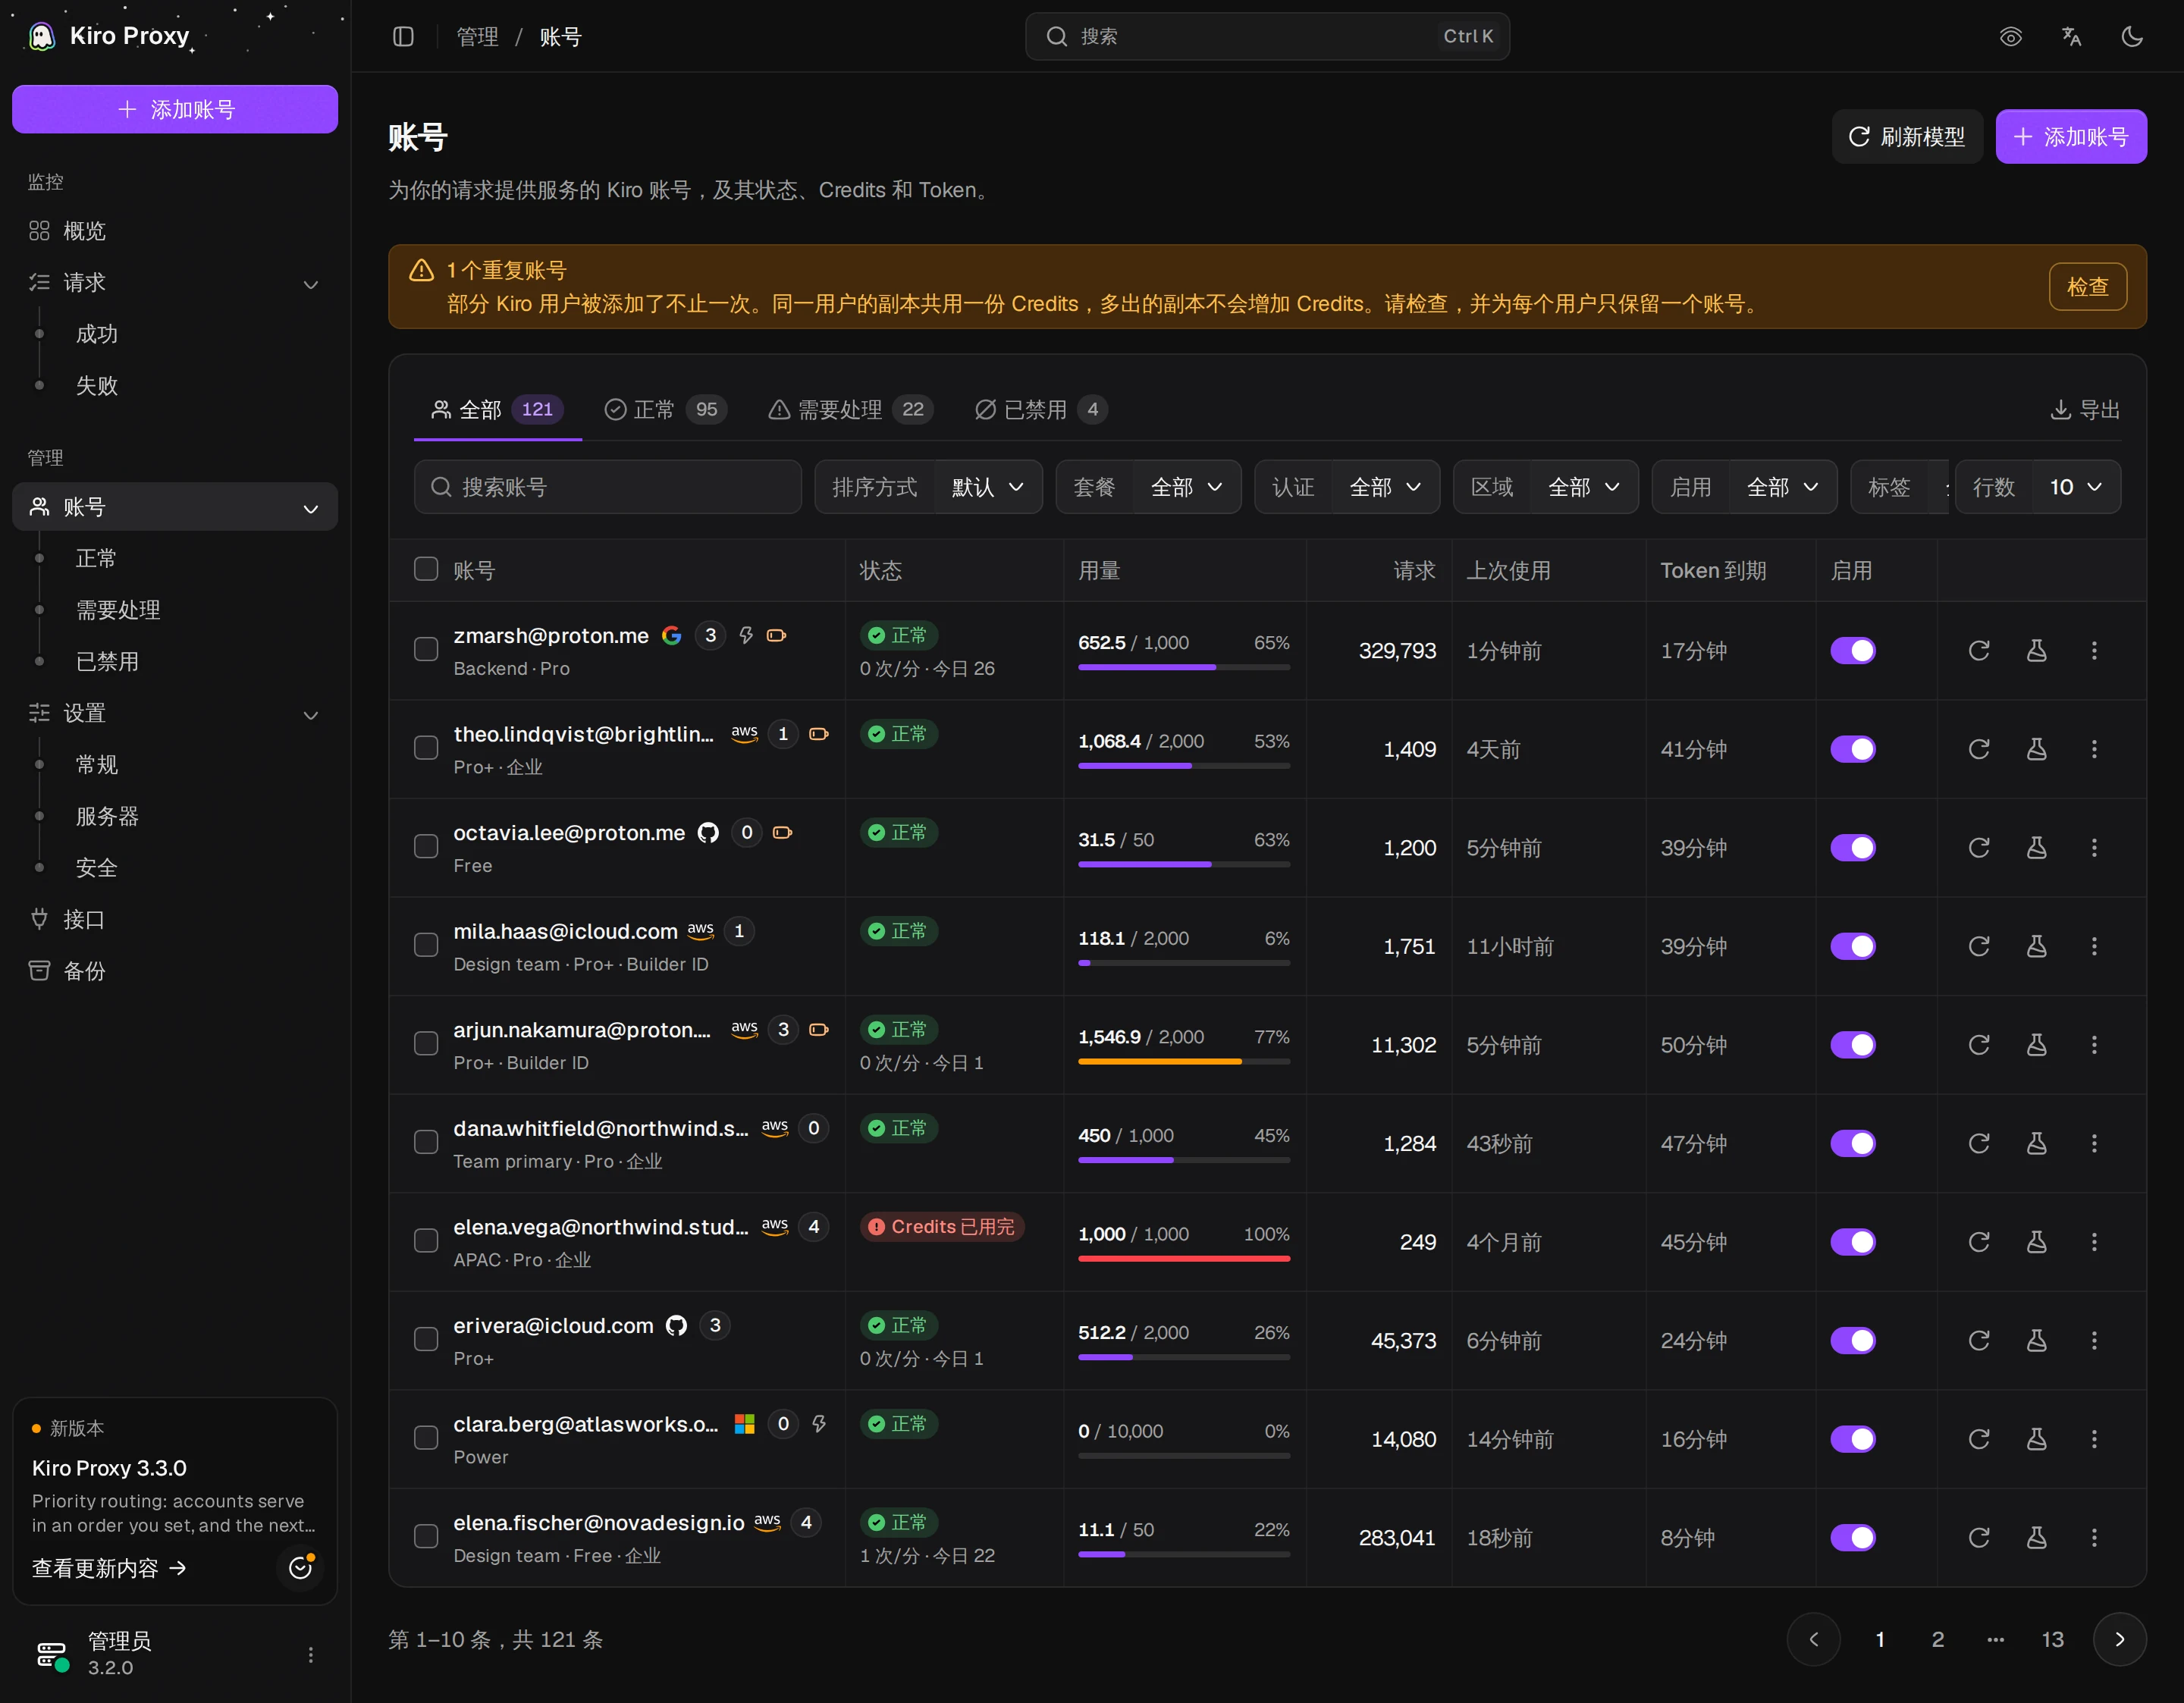 Kiro Proxy
添加账号
监控
概览
请求
成功
失败
管理
账号
正常
需要处理
已禁用
设置
常规
服务器
安全
接口
备份
新版本
Kiro Proxy 3.3.0
Priority routing: accounts serve
in an order you set, and the next...
查看更新内容
管理员
3.2.0
管理 / 账号
搜索 Ctrl K
账号
刷新模型
添加账号
为你的请求提供服务的 Kiro 账号，及其状态、Credits 和 Token。
1 个重复账号
部分 Kiro 用户被添加了不止一次。同一用户的副本共用一份 Credits，多出的副本不会增加 Credits。请检查，并为每个用户只保留一个账号。
检查
全部 121 正常 95 需要处理 22 已禁用 4 导出
搜索账号 排序方式 默认 套餐 全部 认证 全部 区域 全部 启用 全部 标签 行数 10
账号 状态 用量 请求 上次使用 Token 到期 启用
zmarsh@proton.me 3 正常 652.5 / 1,000 65% 329,793 1分钟前 17分钟
Backend · Pro 0 次/分 · 今日 26
theo.lindqvist@brightlin... aws 1 正常 1,068.4 / 2,000 53% 1,409 4天前 41分钟
Pro+ · 企业
octavia.lee@proton.me 0 正常 31.5 / 50 63% 1,200 5分钟前 39分钟
Free
mila.haas@icloud.com aws 1 正常 118.1 / 2,000 6% 1,751 11小时前 39分钟
Design team · Pro+ · Builder ID
arjun.nakamura@proton.... aws 3 正常 1,546.9 / 2,000 77% 11,302 5分钟前 50分钟
Pro+ · Builder ID 0 次/分 · 今日 1
dana.whitfield@northwind.s... aws 0 正常 450 / 1,000 45% 1,284 43秒前 47分钟
Team primary · Pro · 企业
elena.vega@northwind.stud... aws 4 Credits 已用完 1,000 / 1,000 100% 249 4个月前 45分钟
APAC · Pro · 企业
erivera@icloud.com 3 正常 512.2 / 2,000 26% 45,373 6分钟前 24分钟
Pro+ 0 次/分 · 今日 1
clara.berg@atlasworks.o... 0 正常 0 / 10,000 0% 14,080 14分钟前 16分钟
Power
elena.fischer@novadesign.io aws 4 正常 11.1 / 50 22% 283,041 18秒前 8分钟
Design team · Free · 企业 1 次/分 · 今日 22
第 1–10 条，共 121 条
1 2 ••• 13